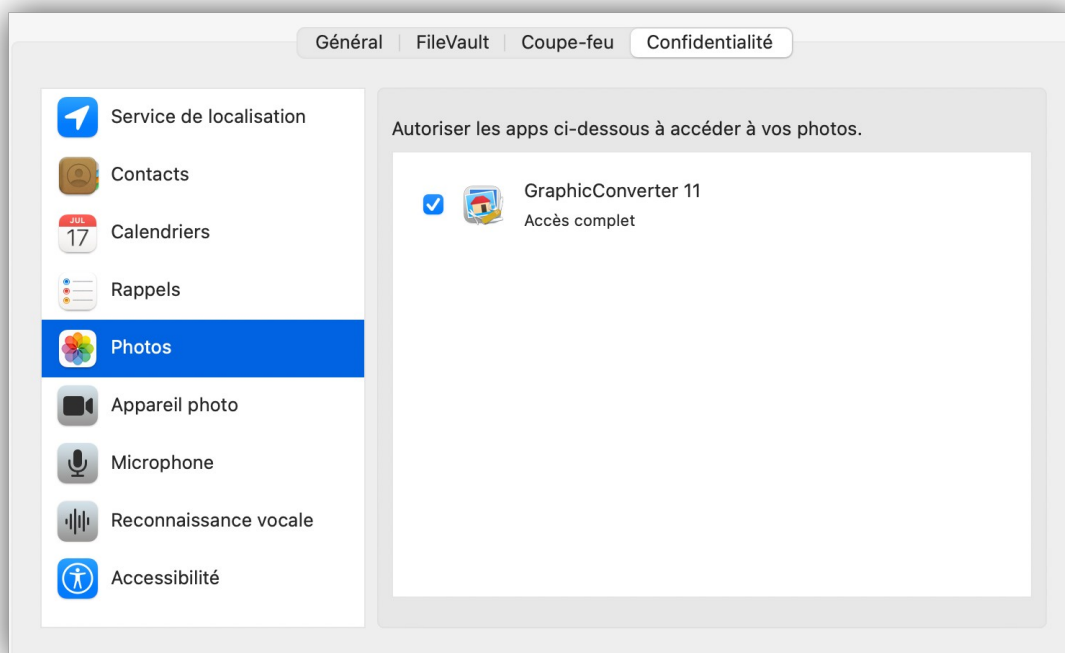 Général
FileVault
Coupe-feu
Confidentialité
Service de localisation
Contacts
JUL
17
Calendriers
Rappels
Photos
Appareil photo
Microphone
Reconnaissance vocale
Accessibilité
Autoriser les apps ci-dessous à accéder à vos photos.
GraphicConverter 11
Accès complet